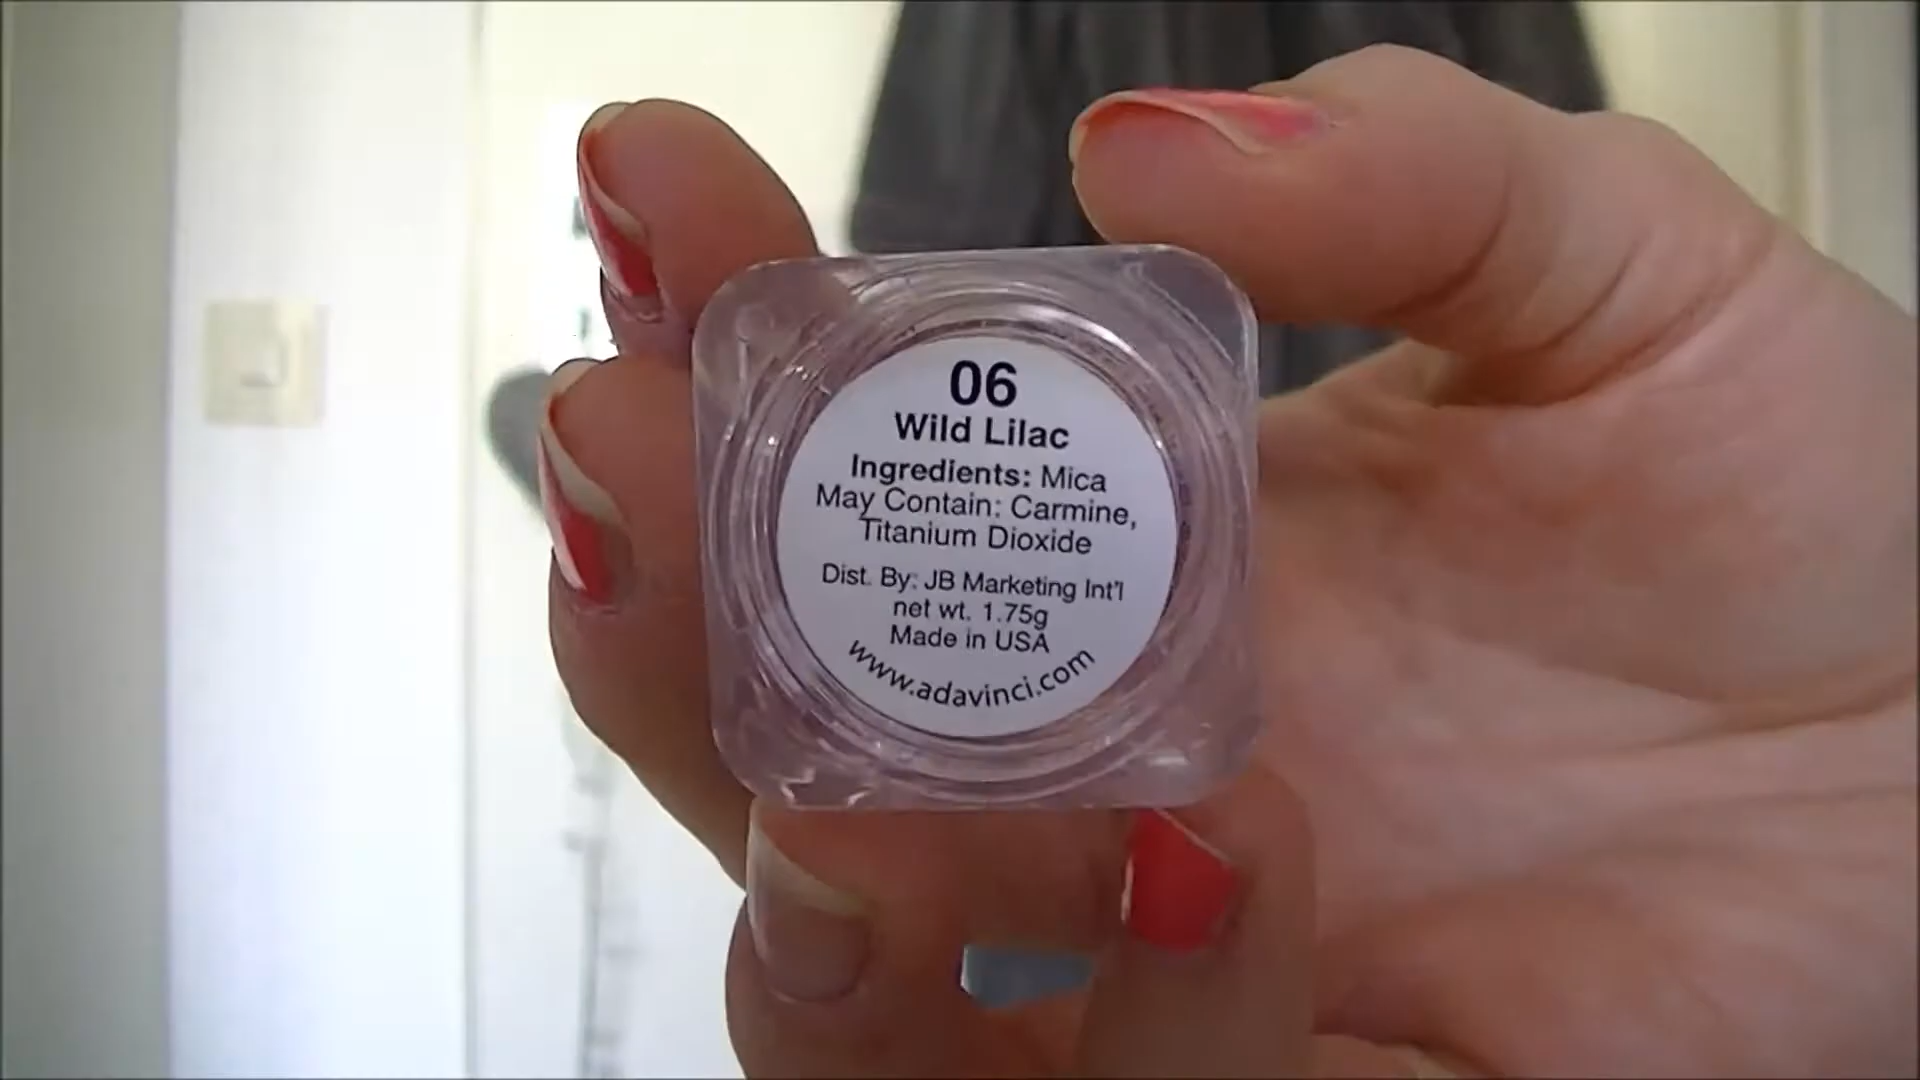 06
Wild Lilac
Ingredients: Mica
May Contain: Carmine,
Titanium Dioxide
Dist. By: JB Marketing Int'l
net wt. 1.75g
Made in USA
www.adavinci.com